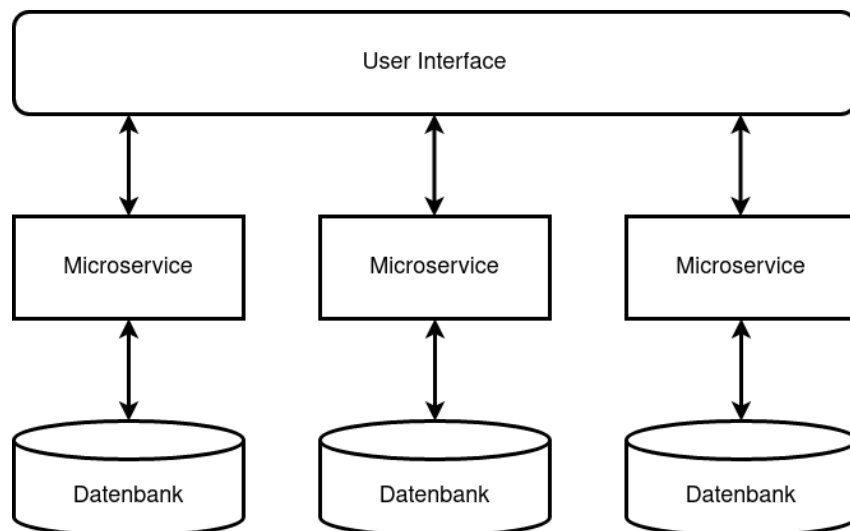 User Interface
Microservice
Microservice
Microservice
Datenbank
Datenbank
Datenbank